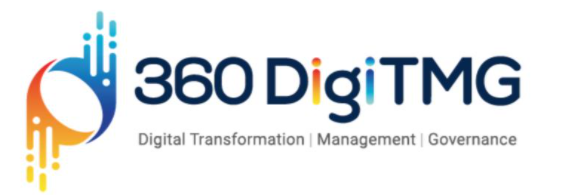 360 DigiTMG
Digital Transformation | Management | Governance